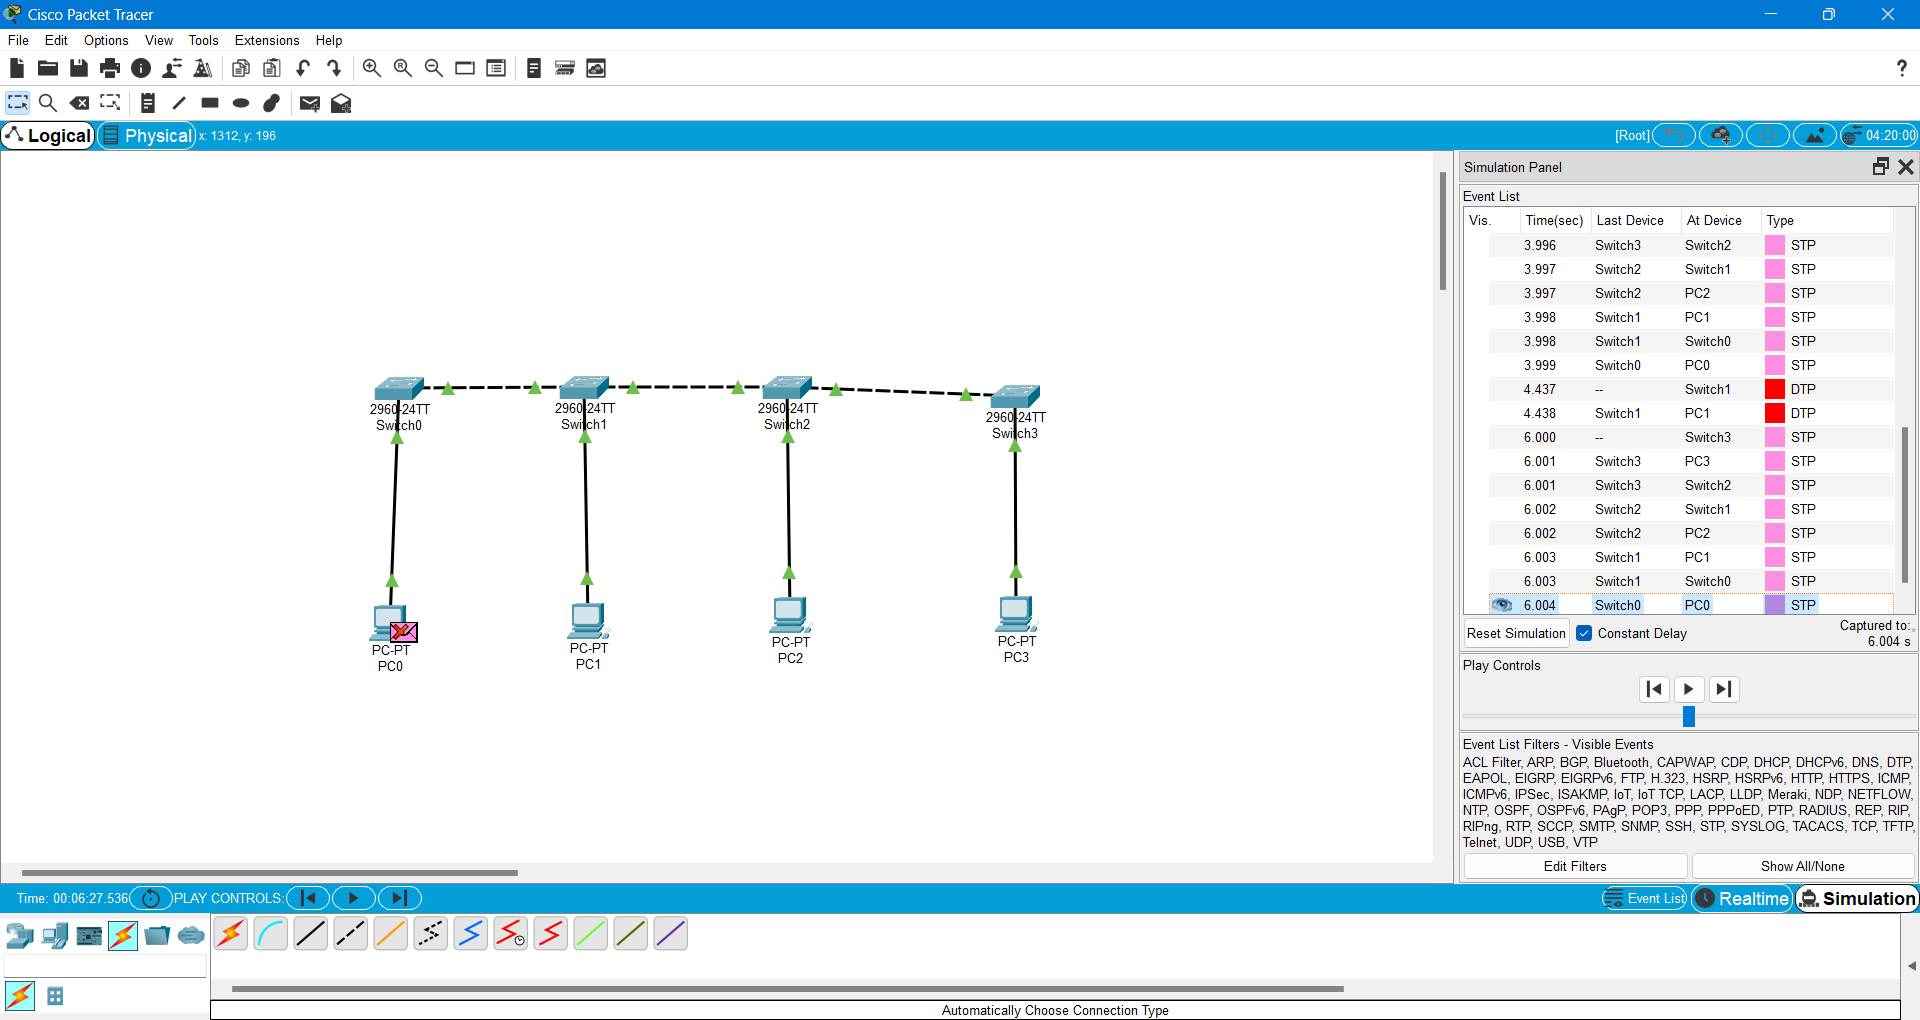 Cisco Packet Tracer
File Edit Options View Tools Extensions Help
?
Logical Physical x: 1312, y: 196 [Root] 04:20:00
2960-24TT
Switch0
2960-24TT
Switch1
2960-24TT
Switch2
2960-24TT
Switch3
PC-PT
PC0
PC-PT
PC1
PC-PT
PC2
PC-PT
PC3
Simulation Panel
Event List
Vis. Time(sec) Last Device At Device Type
3.996 Switch3 Switch2 STP
3.997 Switch2 Switch1 STP
3.997 Switch2 PC2 STP
3.998 Switch1 PC1 STP
3.998 Switch1 Switch0 STP
3.999 Switch0 PC0 STP
4.437 -- Switch1 DTP
4.438 Switch1 PC1 DTP
6.000 -- Switch3 STP
6.001 Switch3 PC3 STP
6.001 Switch3 Switch2 STP
6.002 Switch2 Switch1 STP
6.002 Switch2 PC2 STP
6.003 Switch1 PC1 STP
6.003 Switch1 Switch0 STP
6.004 Switch0 PC0 STP
Reset Simulation Constant Delay Captured to:
6.004 s
Play Controls
Event List Filters - Visible Events
ACL Filter, ARP, BGP, Bluetooth, CAPWAP, CDP, DHCP, DHCPv6, DNS, DTP,
EAPOL, EIGRP, EIGRPv6, FTP, H.323, HSRP, HSRPv6, HTTP, HTTPS, ICMP,
ICMPv6, IPSec, ISAKMP, IoT, IoT TCP, LACP, LLDP, Meraki, NDP, NETFLOW,
NTP, OSPF, OSPFv6, PAgP, POP3, PPP, PPPoED, PTP, RADIUS, REP, RIP,
RIPng, RTP, SCCP, SMTP, SNMP, SSH, STP, SYSLOG, TACACS, TCP, TFTP,
Telnet, UDP, USB, VTP
Edit Filters Show All/None
Time: 00:06:27.536 PLAY CONTROLS: Event List Realtime Simulation
Automatically Choose Connection Type